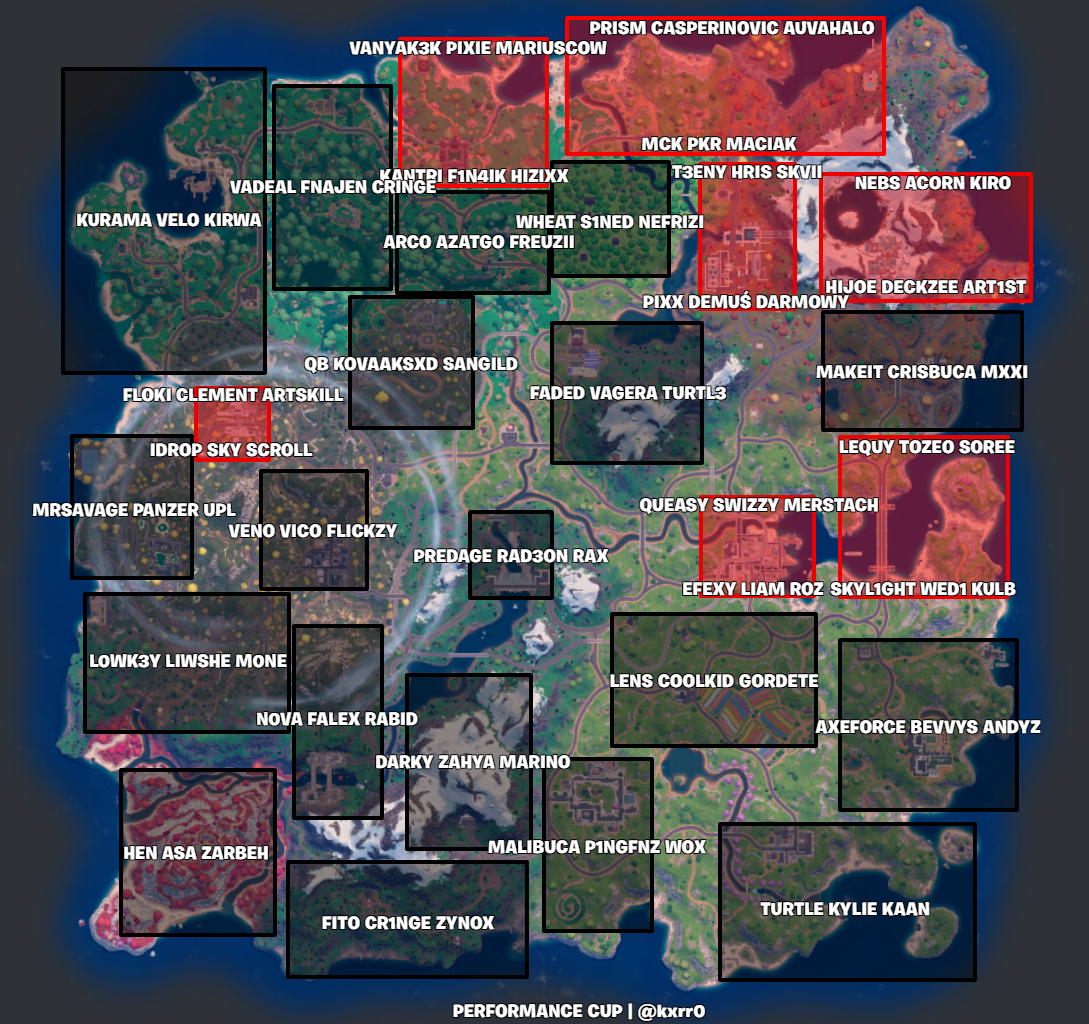 PRISM CASPERINOVIC AUVAHALO
VANYAK3K PIXIE MARIUSCOW
MCK PKR MACIAK
KANTRI F1N4IK HIZIXX
T3ENY HRIS SKVII
VADEAL FNAJEN CRINGE
NEBS ACORN KIRO
KURAMA VELO KIRWA
WHEAT S1NED NEFRIZI
ARCO AZATGO FREUZII
HIJOE DECKZEE ART1ST
PIXX DEMUŚ DARMOWY
QB KOVAAKSXD SANGILD
MAKEIT CRISBUCA MXXI
FLOKI CLEMENT ARTSKILL
FADED VAGERA TURTL3
IDROP SKY SCROLL
LEQUY TOZEO SOREE
MRSAVAGE PANZER UPL
QUEASY SWIZZY MERSTACH
VENO VICO FLICKZY
PREDAGE RAD3ON RAX
EFEXY LIAM ROZ
SKYL1GHT WED1 KULB
LOWK3Y LIWSHE MONE
LENS COOLKID GORDETE
NOVA FALEX RABID
AXEFORCE BEVVYS ANDYZ
DARKY ZAHYA MARINO
MALIBUCA P1NGFNZ WOX
HEN ASA ZARBEH
TURTLE KYLIE KAAN
FITO CR1NGE ZYNOX
PERFORMANCE CUP | @kxrr0